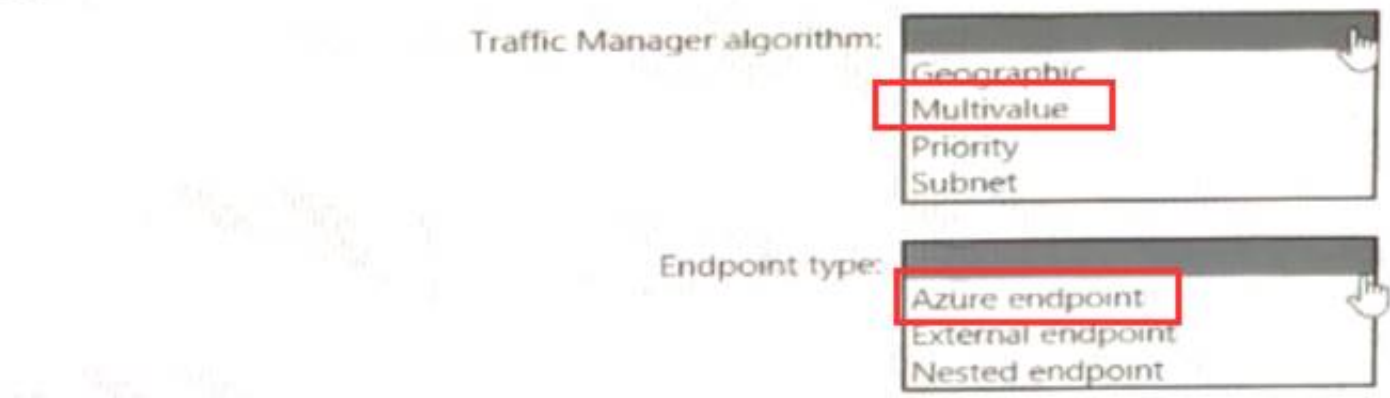 Traffic Manager algorithm:
Geographic
Multivalue
Priority
Subnet
Endpoint type:
Azure endpoint
External endpoint
Nested endpoint